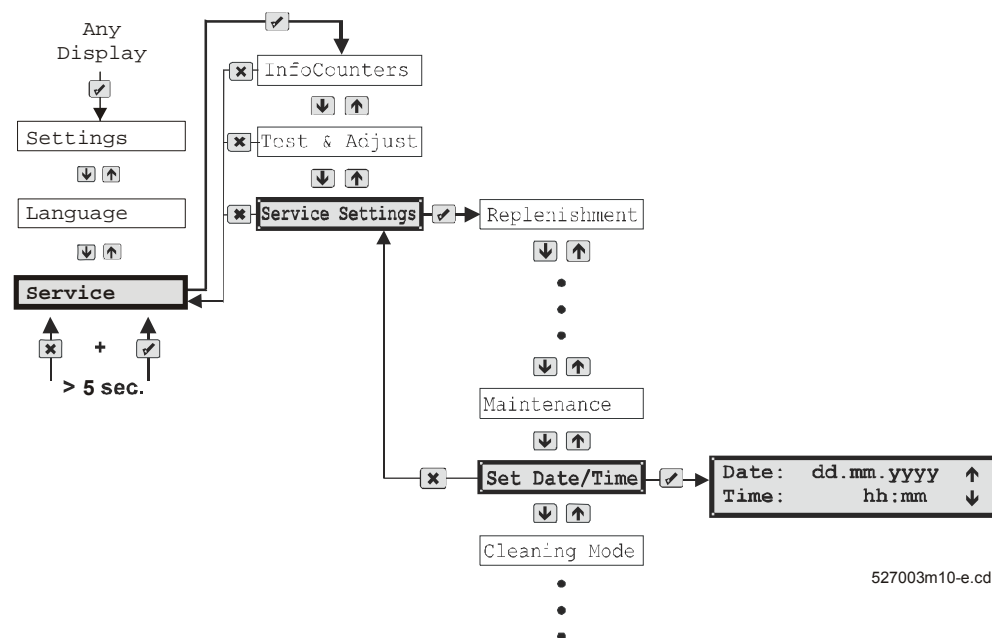 Any
Display
Settings
Language
Service
+
> 5 sec.
InfoCounters
Test & Adjust
Service Settings
Replenishment
Maintenance
Set Date/Time
Cleaning Mode
Date: dd.mm.yyyy
Time: hh:mm
527003m10-e.cd